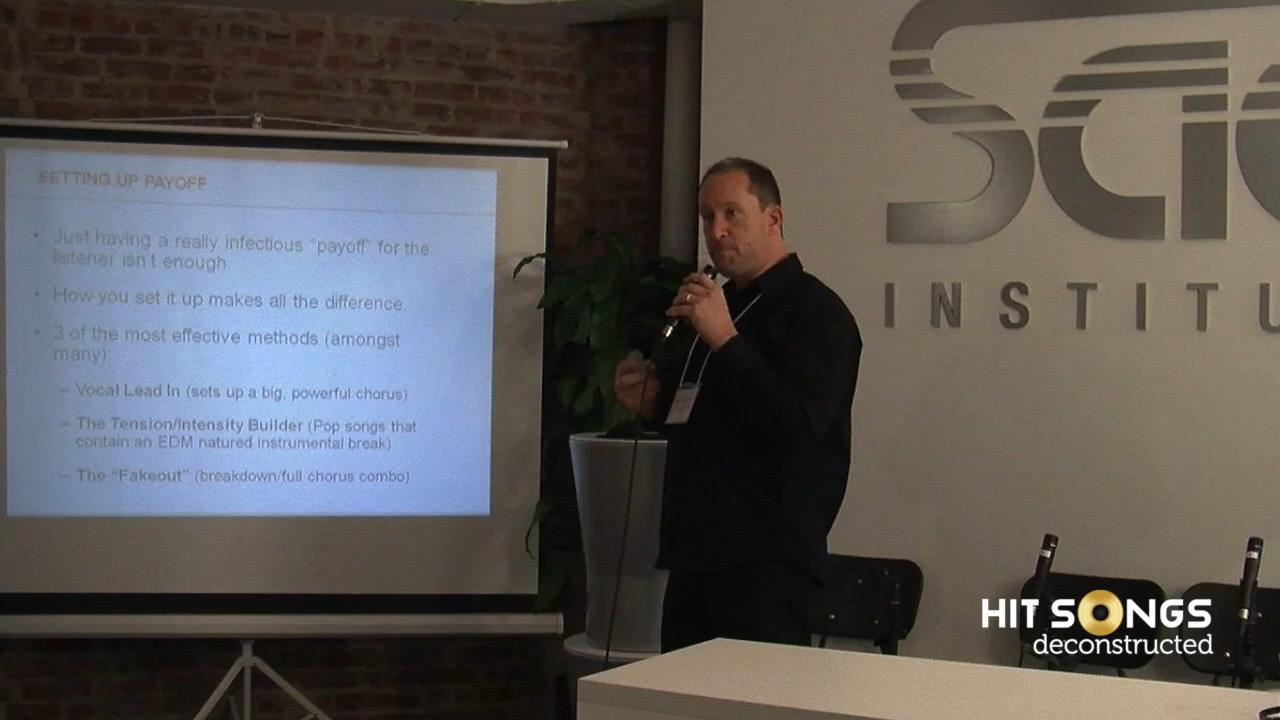 SETTING UP PAYOFF
• Just having a really infectious "payoff" for the
listener isn't enough.
• How you set it up makes all the difference.
• 3 of the most effective methods (amongst
many):
– Vocal Lead In (sets up a big, powerful chorus)
– The Tension/Intensity Builder (Pop songs that
contain an EDM natured instrumental break)
– The "Fakeout" (breakdown/full chorus combo)
INSTITU
HIT SONGS
deconstructed